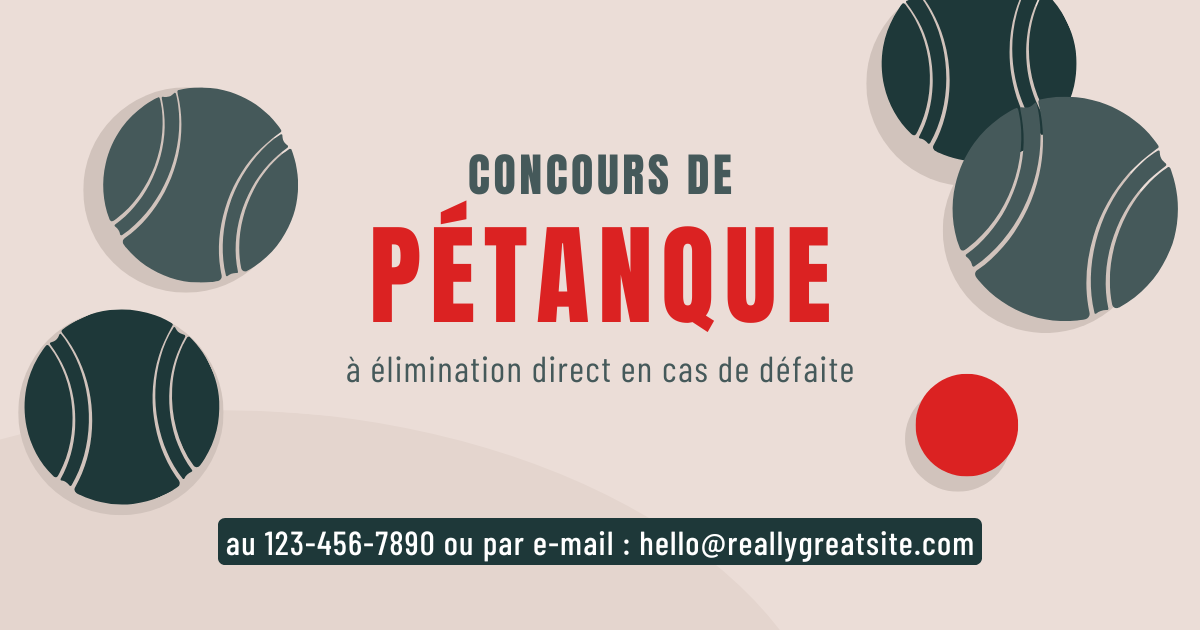 CONCOURS DE
PÉTANQUE
à élimination direct en cas de défaite
au 123-456-7890 ou par e-mail : hello@reallygreatsite.com